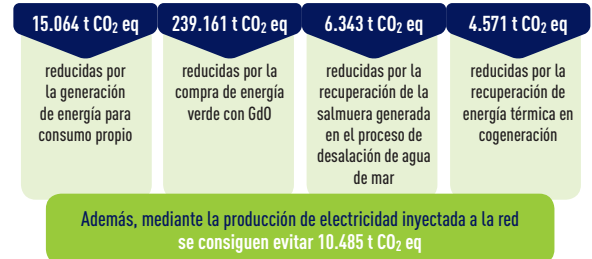 15.064 t CO₂ eq
reducidas por
la generación
de energía para
consumo propio
239.161 t CO₂ eq
reducidas por la
compra de energía
verde con GdO
6.343 t CO₂ eq
reducidas por la
recuperación de la
salmuera generada
en el proceso de
desalación de agua
de mar
4.571 t CO₂ eq
reducidas por la
recuperación de
energía térmica en
cogeneración
Además, mediante la producción de electricidad inyectada a la red
se consiguen evitar 10.485 t CO₂ eq